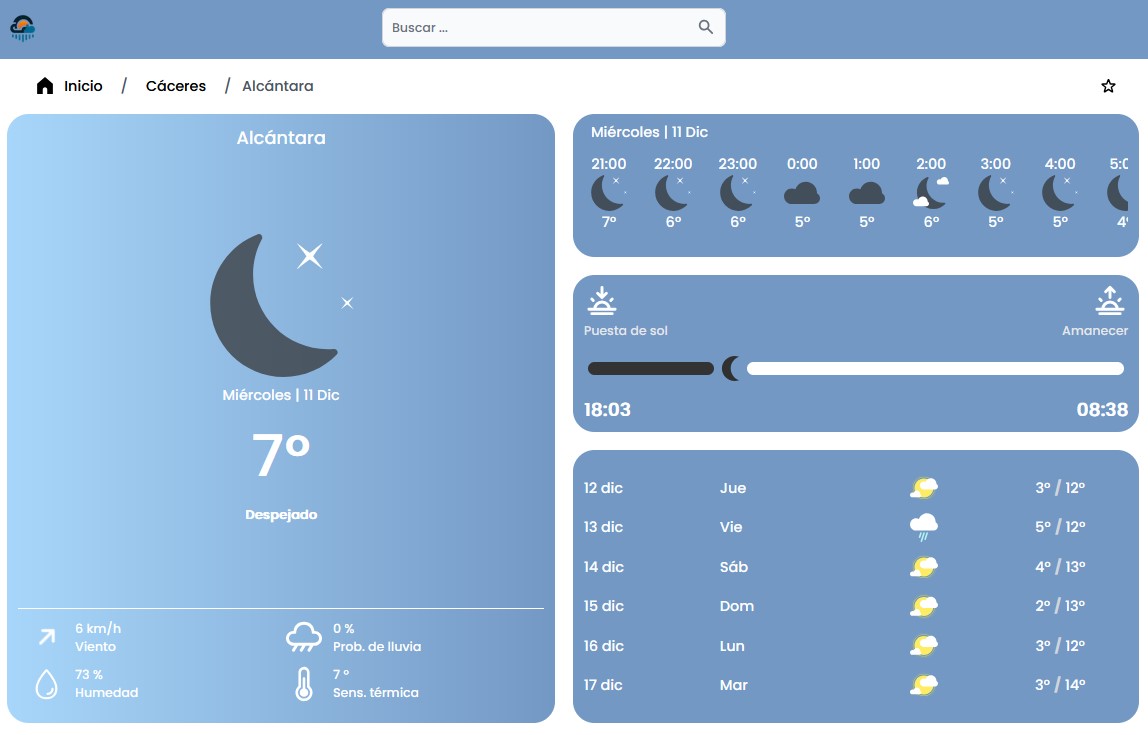 Buscar ...
Inicio / Cáceres / Alcántara
Alcántara
Miércoles | 11 Dic
7º
Despejado
6 km/h
Viento
0 %
Prob. de lluvia
73 %
Humedad
7 º
Sens. térmica
Miércoles | 11 Dic
21:00 22:00 23:00 0:00 1:00 2:00 3:00 4:00
7º 6º 6º 5º 5º 6º 5º 5º
Puesta de sol Amanecer
18:03 08:38
12 dic Jue 3º / 12º
13 dic Vie 5º / 12º
14 dic Sáb 4º / 13º
15 dic Dom 2º / 13º
16 dic Lun 3º / 12º
17 dic Mar 3º / 14º